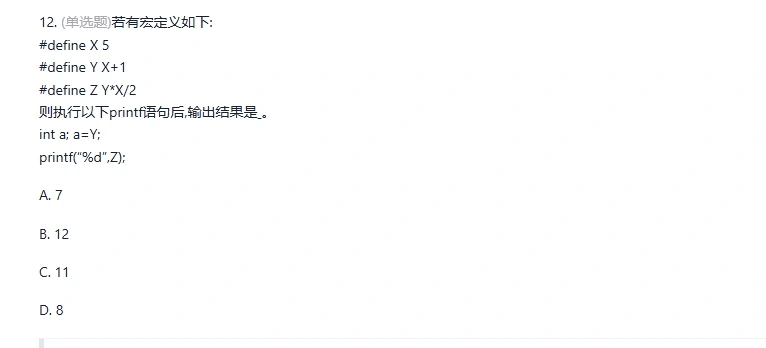 12. (单选题)若有宏定义如下:
#define X 5
#define Y X+1
#define Z Y*X/2
则执行以下printf语句后,输出结果是_。
int a; a=Y;
printf(“%d”,Z);
A. 7
B. 12
C. 11
D. 8